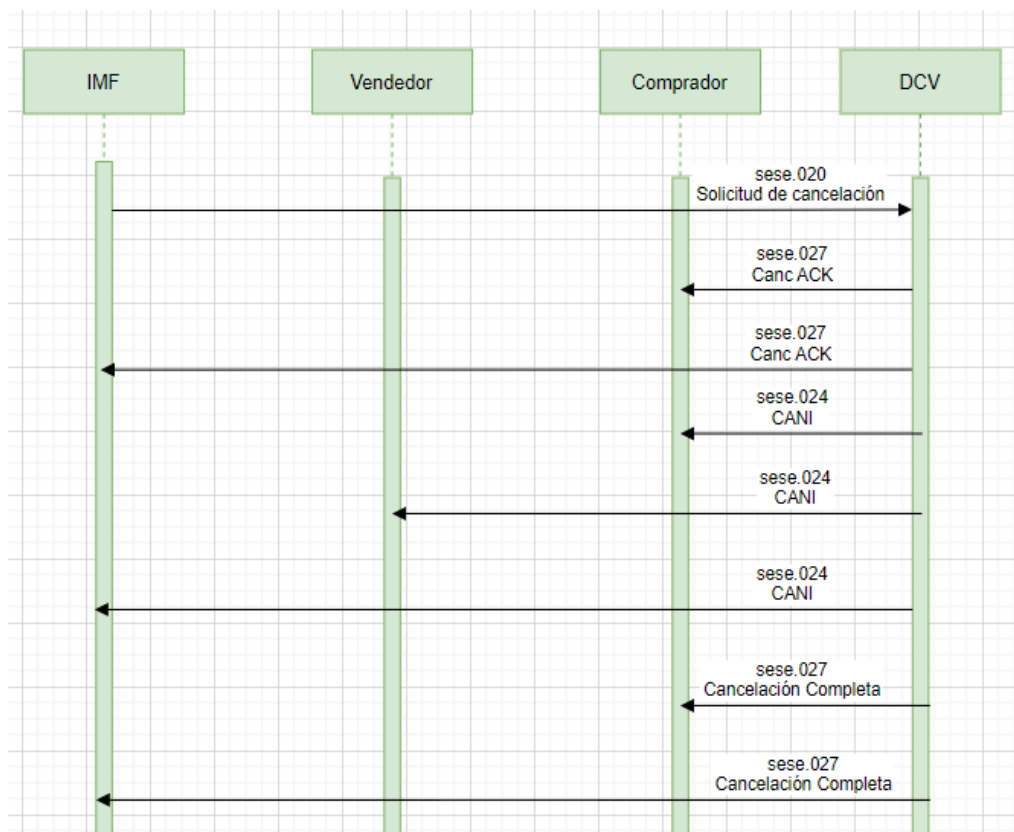 IMF
Vendedor
Comprador
DCV
sese.020
Solicitud de cancelación
sese.027
Canc ACK
sese.027
Canc ACK
sese.024
CANI
sese.024
CANI
sese.024
CANI
sese.027
Cancelación Completa
sese.027
Cancelación Completa